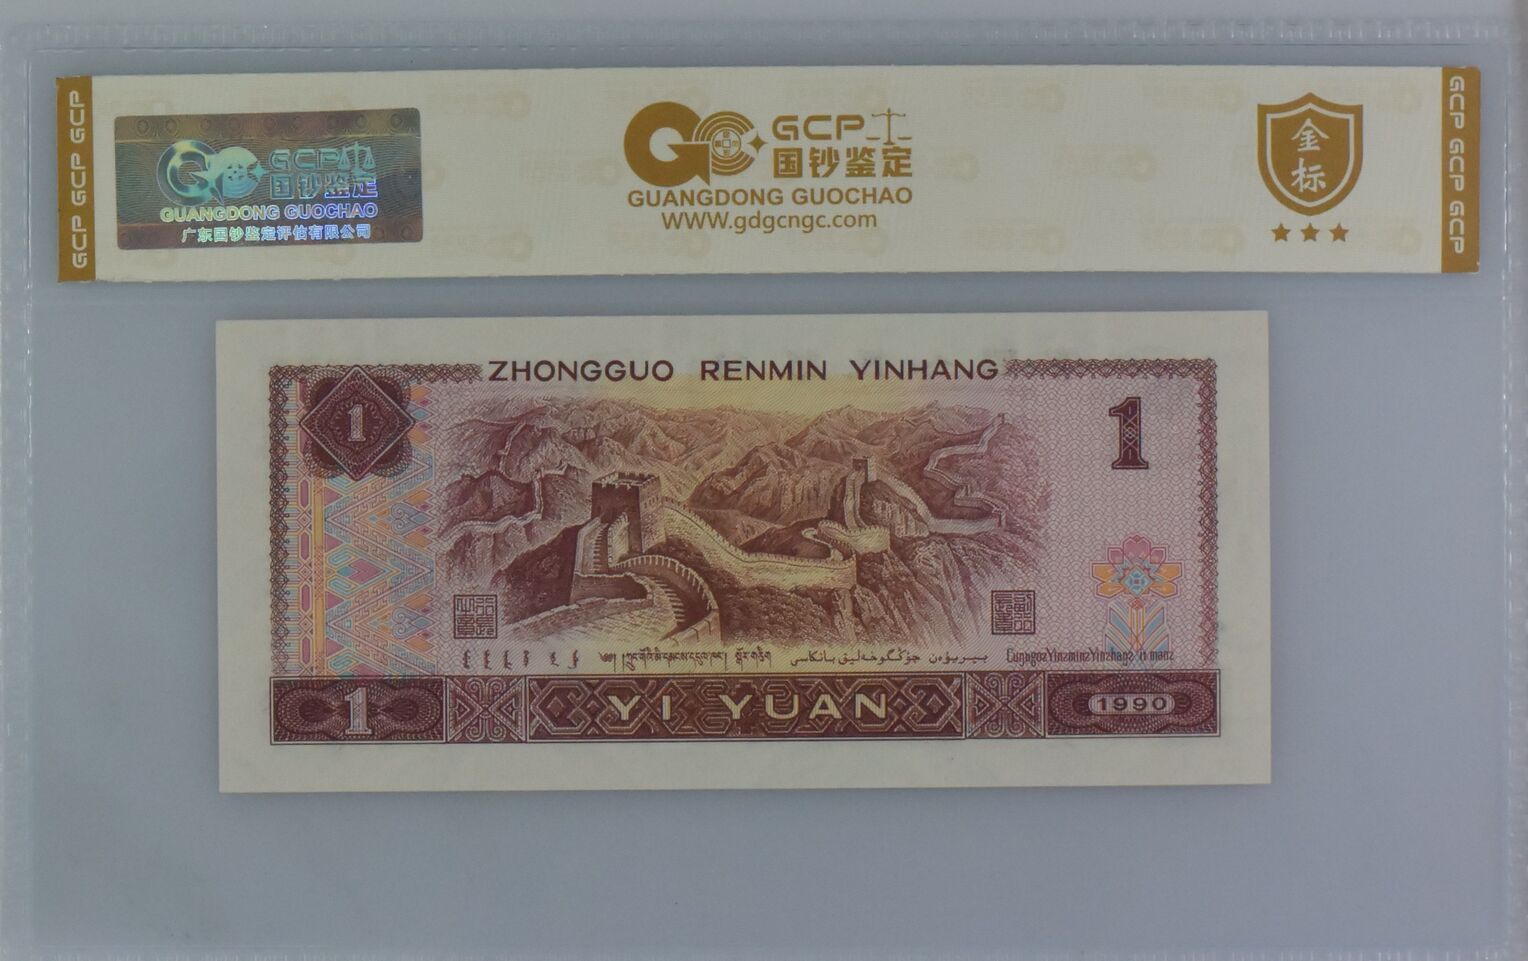 GCP GCP GCP
GCP
国钞鉴定
GUANGDONG GUOCHAO
广东国钞鉴定评估有限公司
GCP
国钞鉴定
GUANGDONG GUOCHAO
WWW.gdgcngc.com
金标
GCP GCP GCP
ZHONGGUO RENMIN YINHANG
1
1
1
YI YUAN
1990